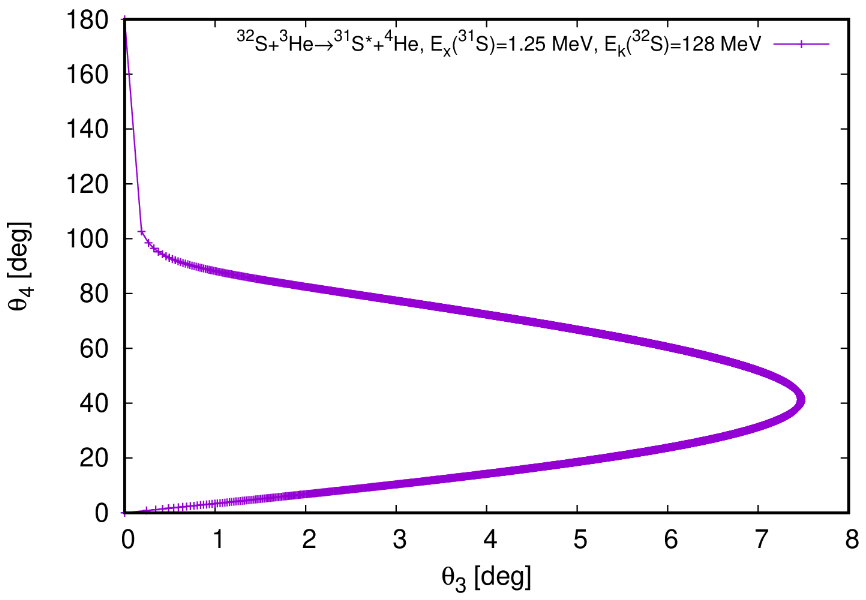 ³²S+³He→³¹S*+⁴He, Eₓ(³¹S)=1.25 MeV, Eₖ(³²S)=128 MeV
180
160
140
120
100
80
60
40
20
0
θ₄ [deg]
0 1 2 3 4 5 6 7 8
θ₃ [deg]